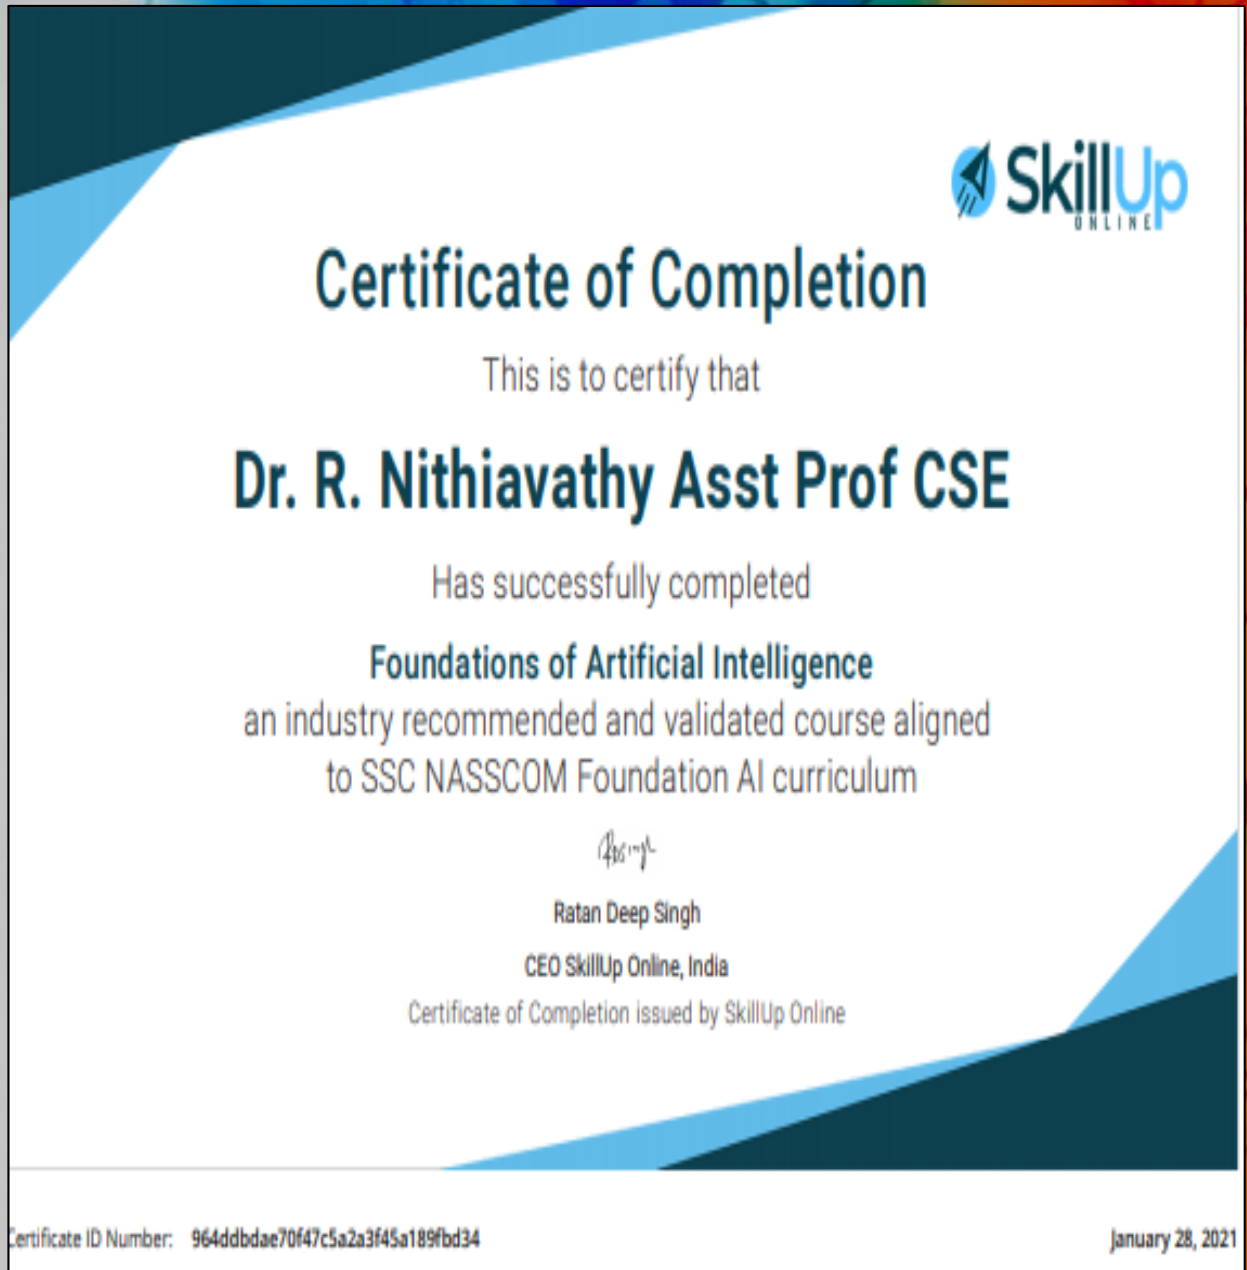 SkillUp
ONLINE
Certificate of Completion
This is to certify that
Dr. R. Nithiavathy Asst Prof CSE
Has successfully completed
Foundations of Artificial Intelligence
an industry recommended and validated course aligned
to SSC NASSCOM Foundation AI curriculum
Ratan Deep Singh
CEO SkillUp Online, India
Certificate of Completion issued by SkillUp Online
Certificate ID Number: 964ddbdae70f47c5a2a3f45a189fbd34
January 28, 2021